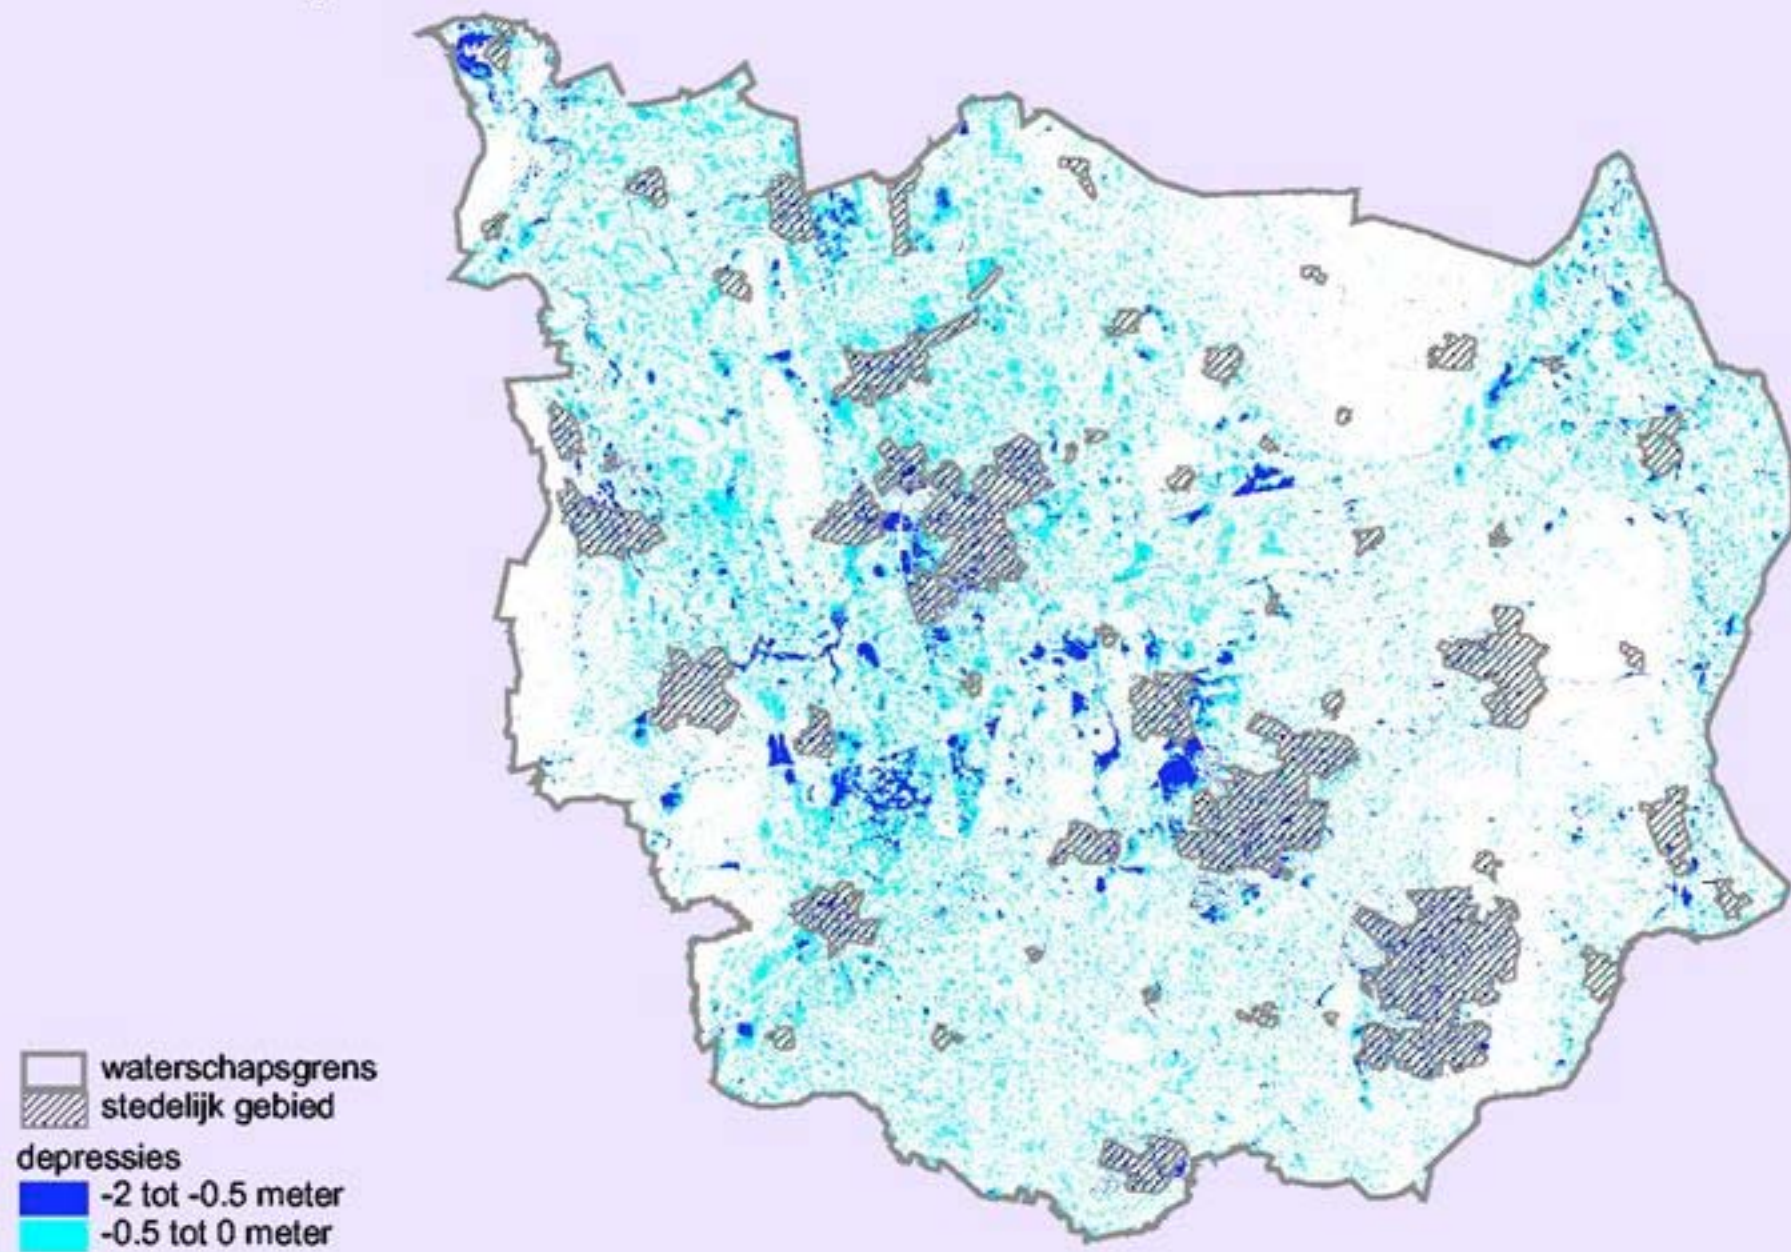 waterschapsgrens
stedelijk gebied
depressies
-2 tot -0.5 meter
-0.5 tot 0 meter